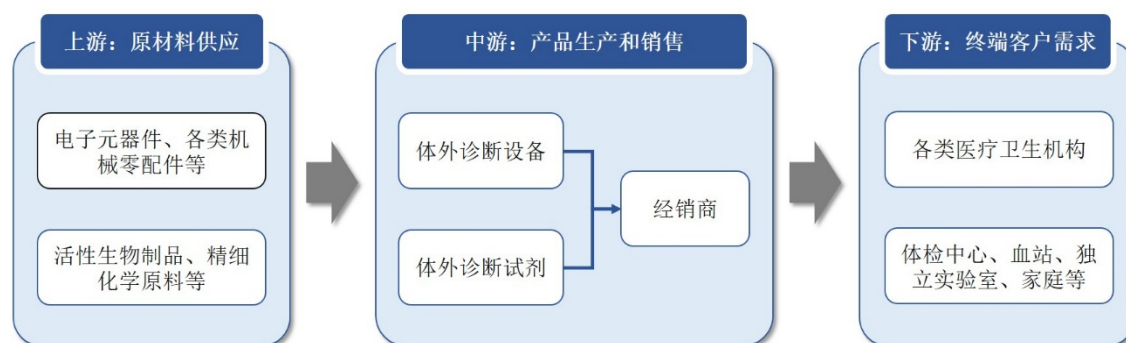 上游：原材料供应
电子元器件、各类机
械零配件等
活性生物制品、精细
化学原料等
中游：产品生产和销售
体外诊断设备
体外诊断试剂
经销商
下游：终端客户需求
各类医疗卫生机构
体检中心、血站、独
立实验室、家庭等